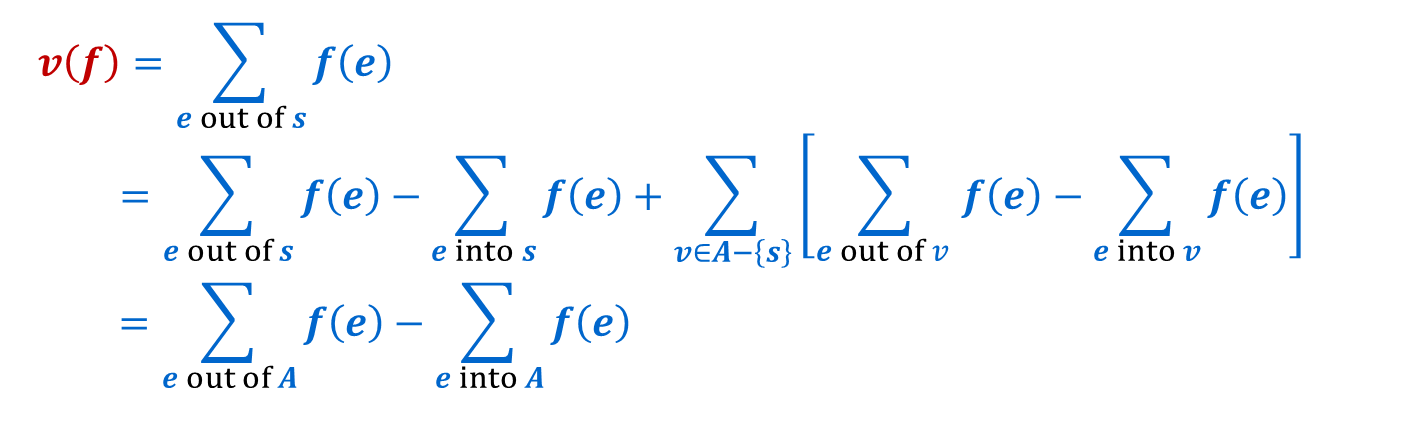 v(f) = ∑ f(e)
e out of s
= ∑ f(e) − ∑ f(e) + ∑ [ ∑ f(e) − ∑ f(e) ]
e out of s e into s v∈A−{s} e out of v e into v
= ∑ f(e) − ∑ f(e)
e out of A e into A